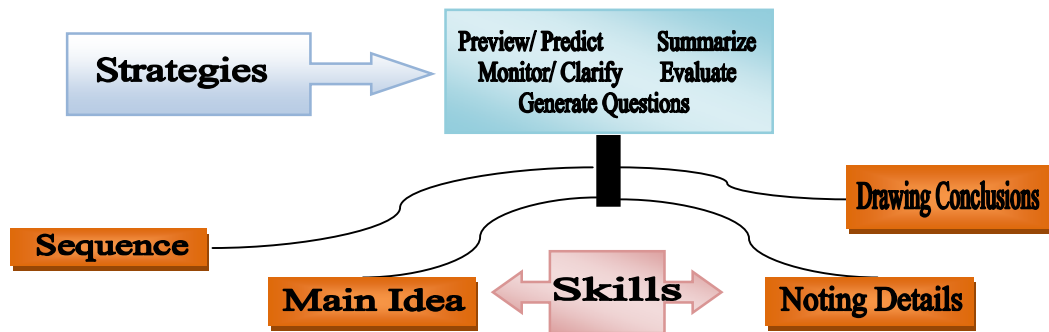 Strategies
Preview/ Predict Summarize
Monitor/ Clarify Evaluate
Generate Questions
Drawing Conclusions
Sequence
Main Idea
Skills
Noting Details